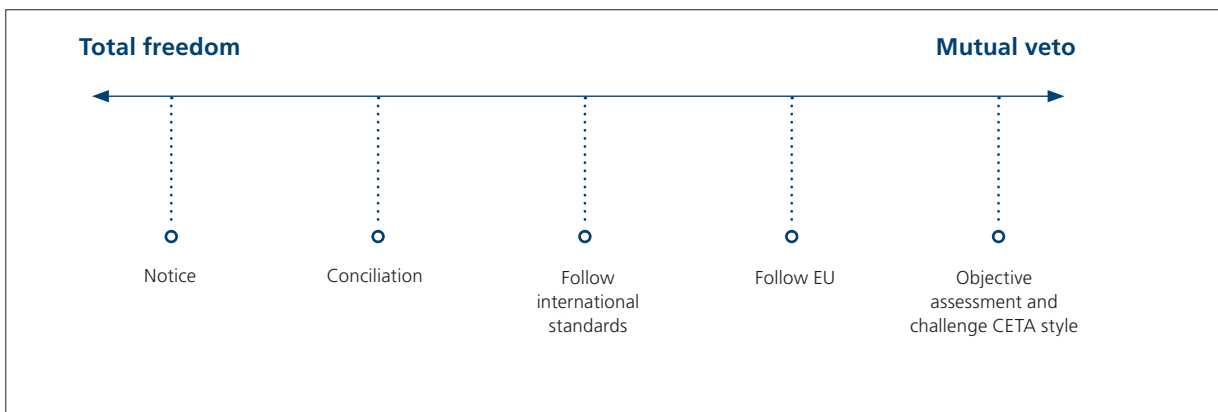 Total freedom
Mutual veto
Notice
Conciliation
Follow
international
standards
Follow EU
Objective
assessment and
challenge CETA style